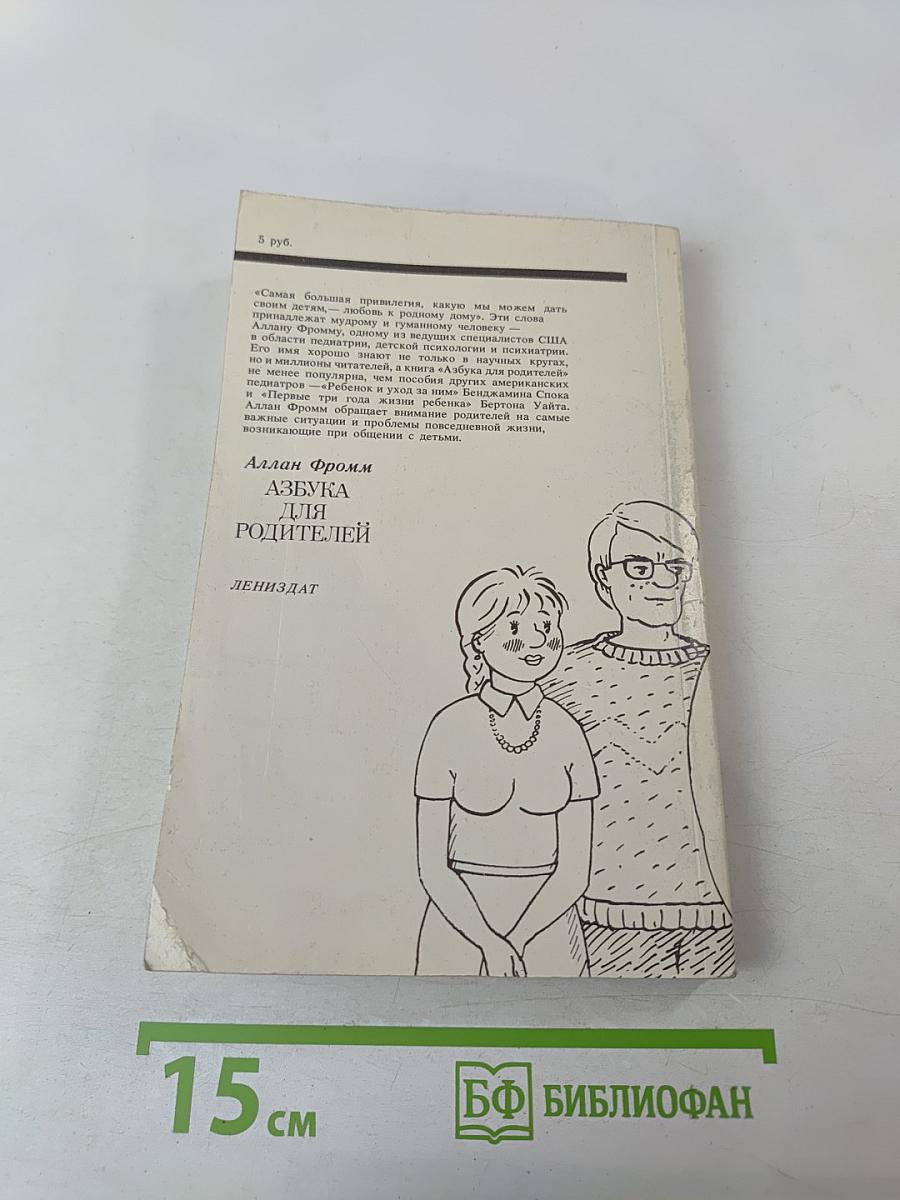 5 руб.
«Самая большая привилегия, какую мы можем дать
своим детям,— любовь к родному дому». Эти слова
принадлежат мудрому и гуманному человеку —
Аллану Фромму, одному из ведущих специалистов США
в области педиатрии, детской психологии и психиатрии.
Его имя хорошо знают не только в научных кругах,
но и миллионы читателей, а книга «Азбука для родителей»
не менее популярна, чем пособия других американских
педиатров —«Ребенок и уход за ним» Бенджамина Спока
и «Первые три года жизни ребенка» Бертона Уайта.
Аллан Фромм обращает внимание родителей на самые
важные ситуации и проблемы повседневной жизни,
возникающие при общении с детьми.
Аллан Фромм
АЗБУКА
ДЛЯ
РОДИТЕЛЕЙ
ЛЕНИЗДАТ
15 см
БФ БИБЛИОФАН